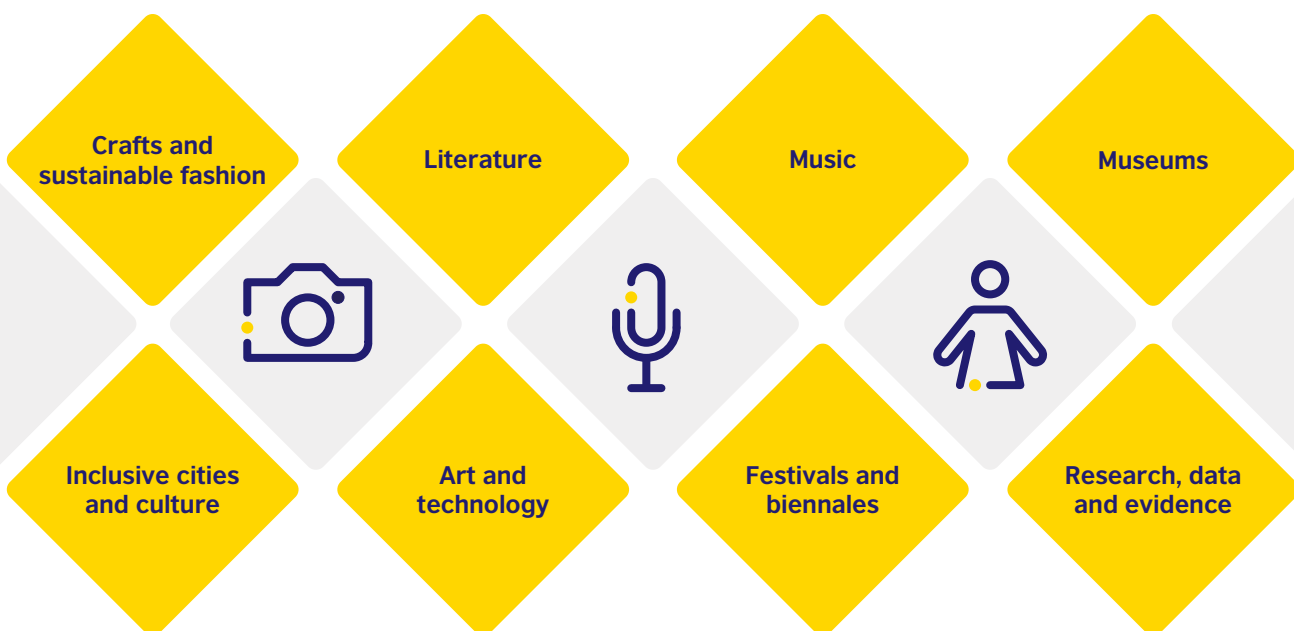 Crafts and
sustainable fashion
Literature
Music
Museums
Inclusive cities
and culture
Art and
technology
Festivals and
biennales
Research, data
and evidence